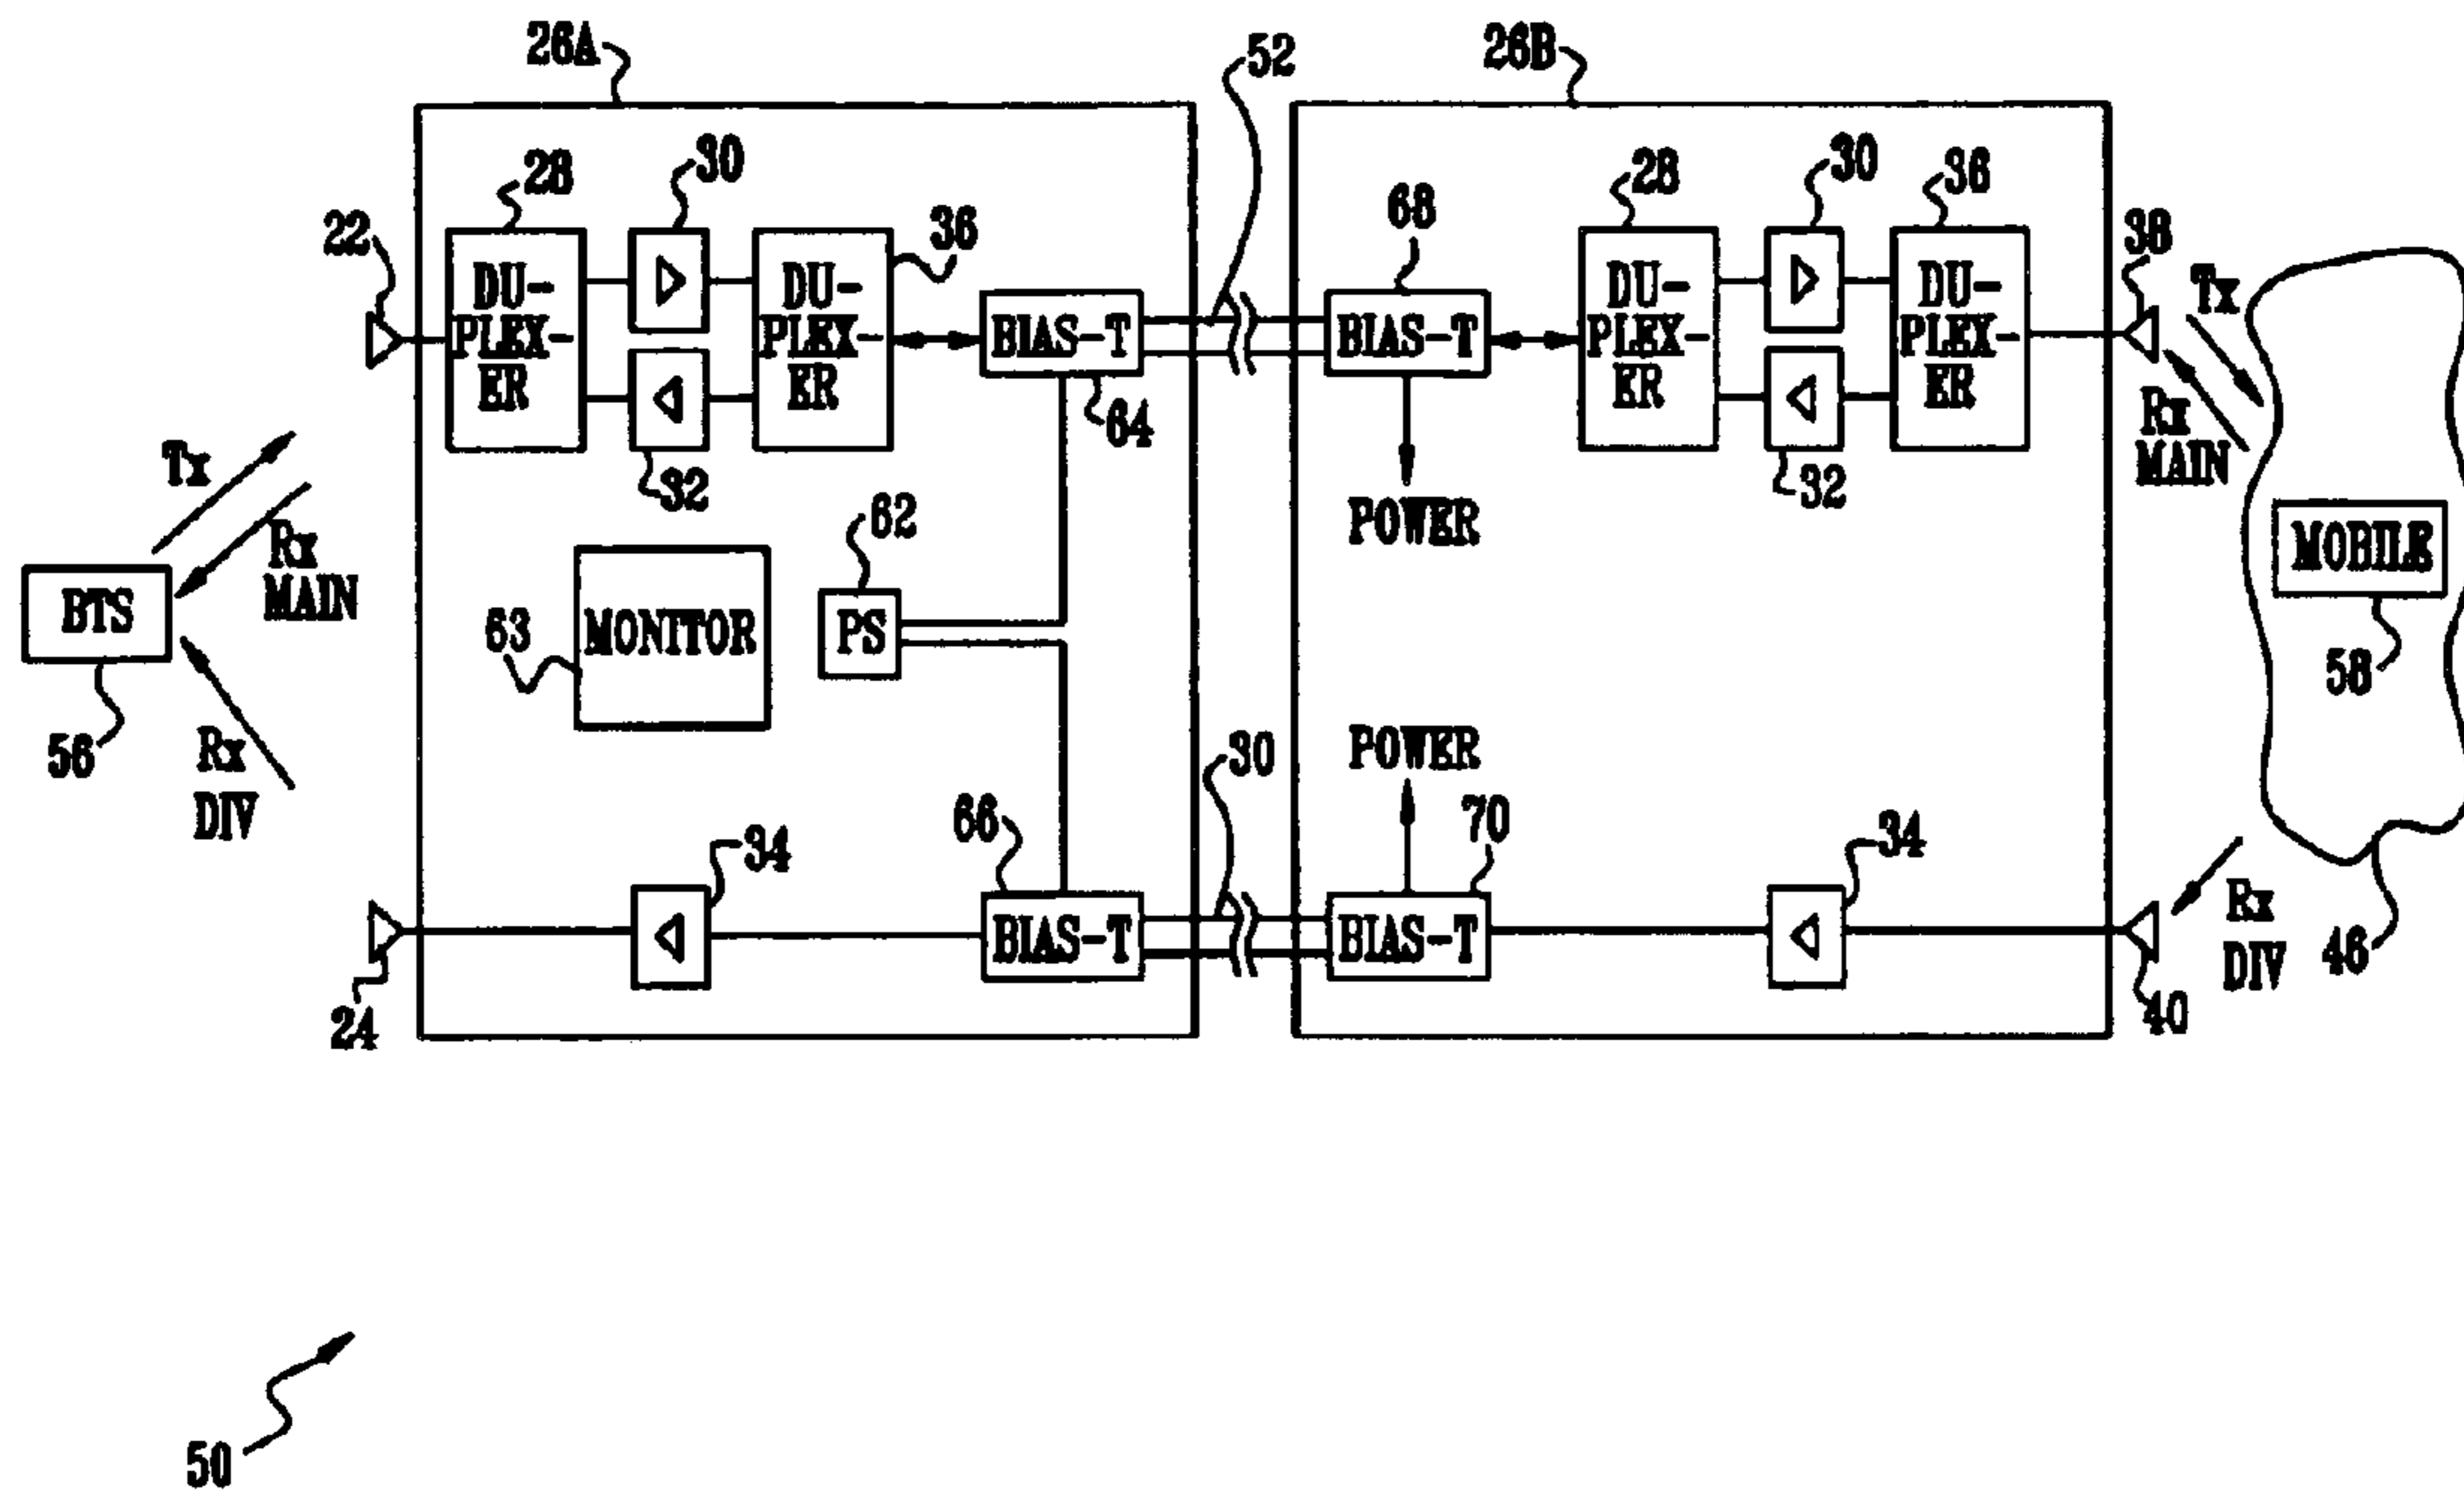 26A
26B
52
28
30
36
22
DU-
PLEX-
ER
DU-
PLEX-
ER
BIAS-T
64
32
68
BIAS-T
POWER
28
30
36
DU-
PLEX-
ER
DU-
PLEX-
ER
32
38
Tx
Rx
MAIN
MOBILE
58
46
Tx
Rx
MAIN
BTS
56
Rx
DIV
63
MONITOR
62
PS
24
34
66
BIAS-T
30
POWER
70
BIAS-T
34
40
Rx
DIV
50